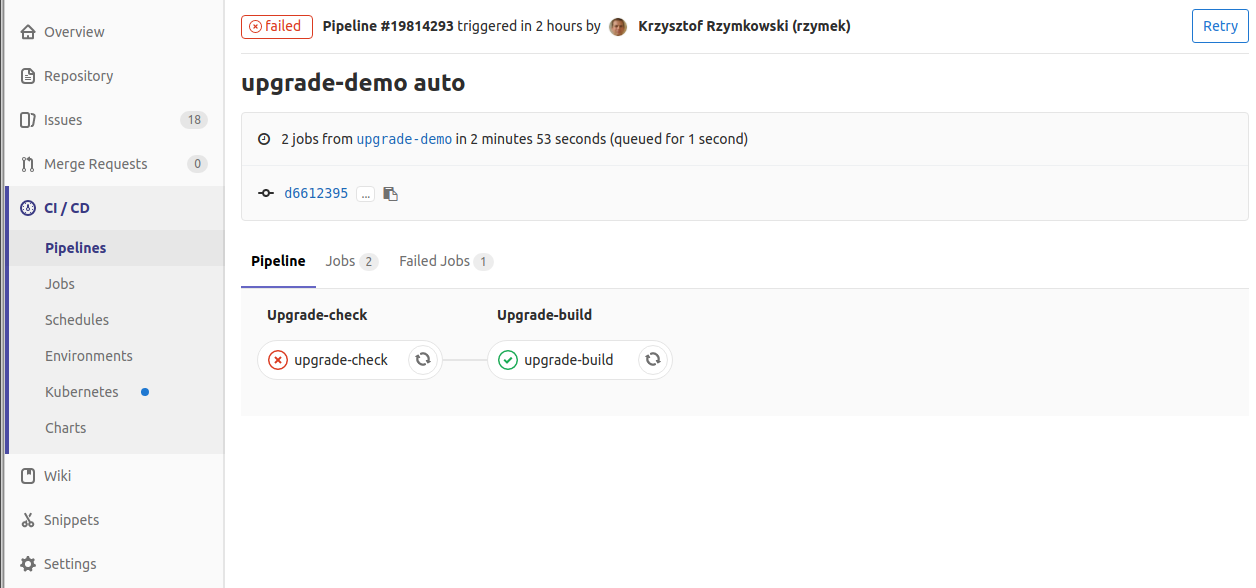 Overview
Repository
Issues 18
Merge Requests 0
CI / CD
Pipelines
Jobs
Schedules
Environments
Kubernetes
Charts
Wiki
Snippets
Settings
failed Pipeline #19814293 triggered in 2 hours by Krzysztof Rzymkowski (rzymek) Retry
upgrade-demo auto
2 jobs from upgrade-demo in 2 minutes 53 seconds (queued for 1 second)
d6612395 ...
Pipeline Jobs 2 Failed Jobs 1
Upgrade-check Upgrade-build
upgrade-check upgrade-build